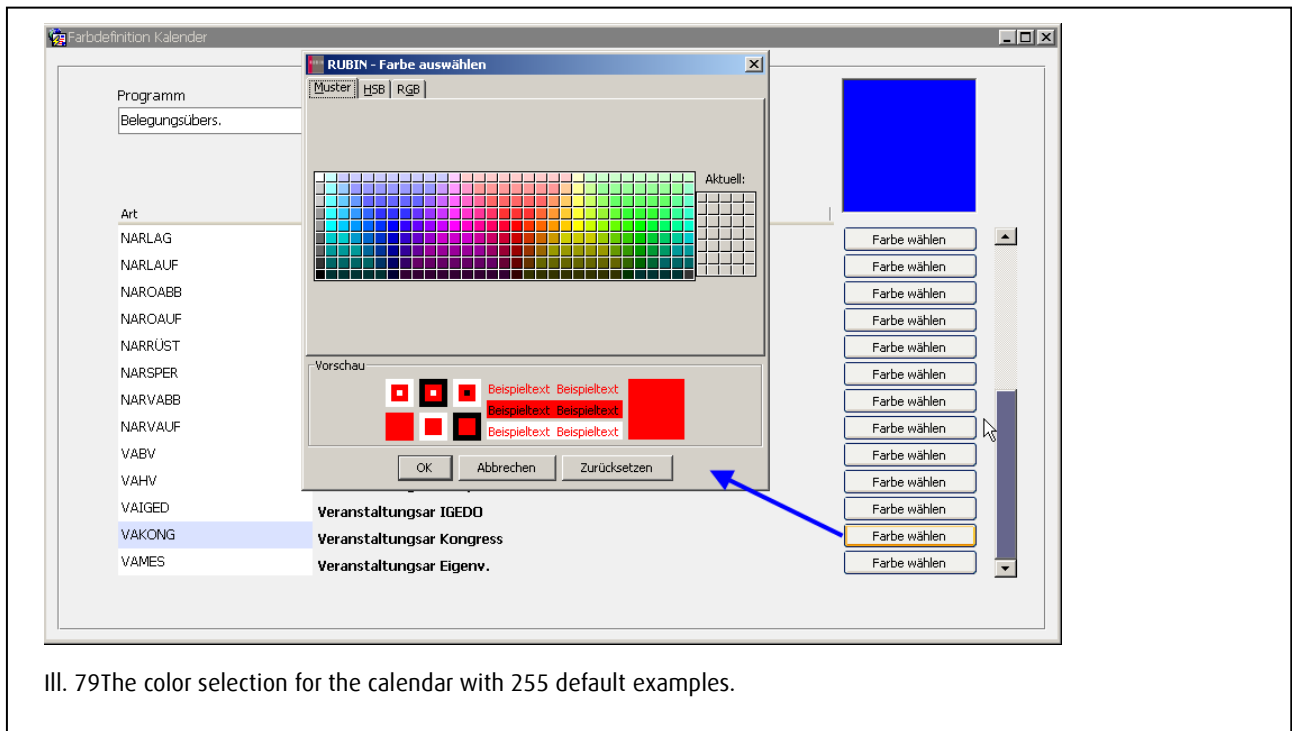 Farbdefinition Kalender
RUBIN - Farbe auswählen
Muster HSB RGB
Programm
Belegungsübers.
Aktuell:
Art
NARLAG Farbe wählen
NARLAUF Farbe wählen
NAROABB Farbe wählen
NAROAUF Farbe wählen
NARRÜST Farbe wählen
NARSPER Farbe wählen
NARVABB Farbe wählen
NARVAUF Farbe wählen
VABV Farbe wählen
VAHV Farbe wählen
Vorschau
Beispieltext Beispieltext
Beispieltext Beispieltext
Beispieltext Beispieltext
OK Abbrechen Zurücksetzen
VAIGED Veranstaltungsar IGEDO Farbe wählen
VAKONG Veranstaltungsar Kongress Farbe wählen
VAMES Veranstaltungsar Eigenv. Farbe wählen
Ill. 79The color selection for the calendar with 255 default examples.